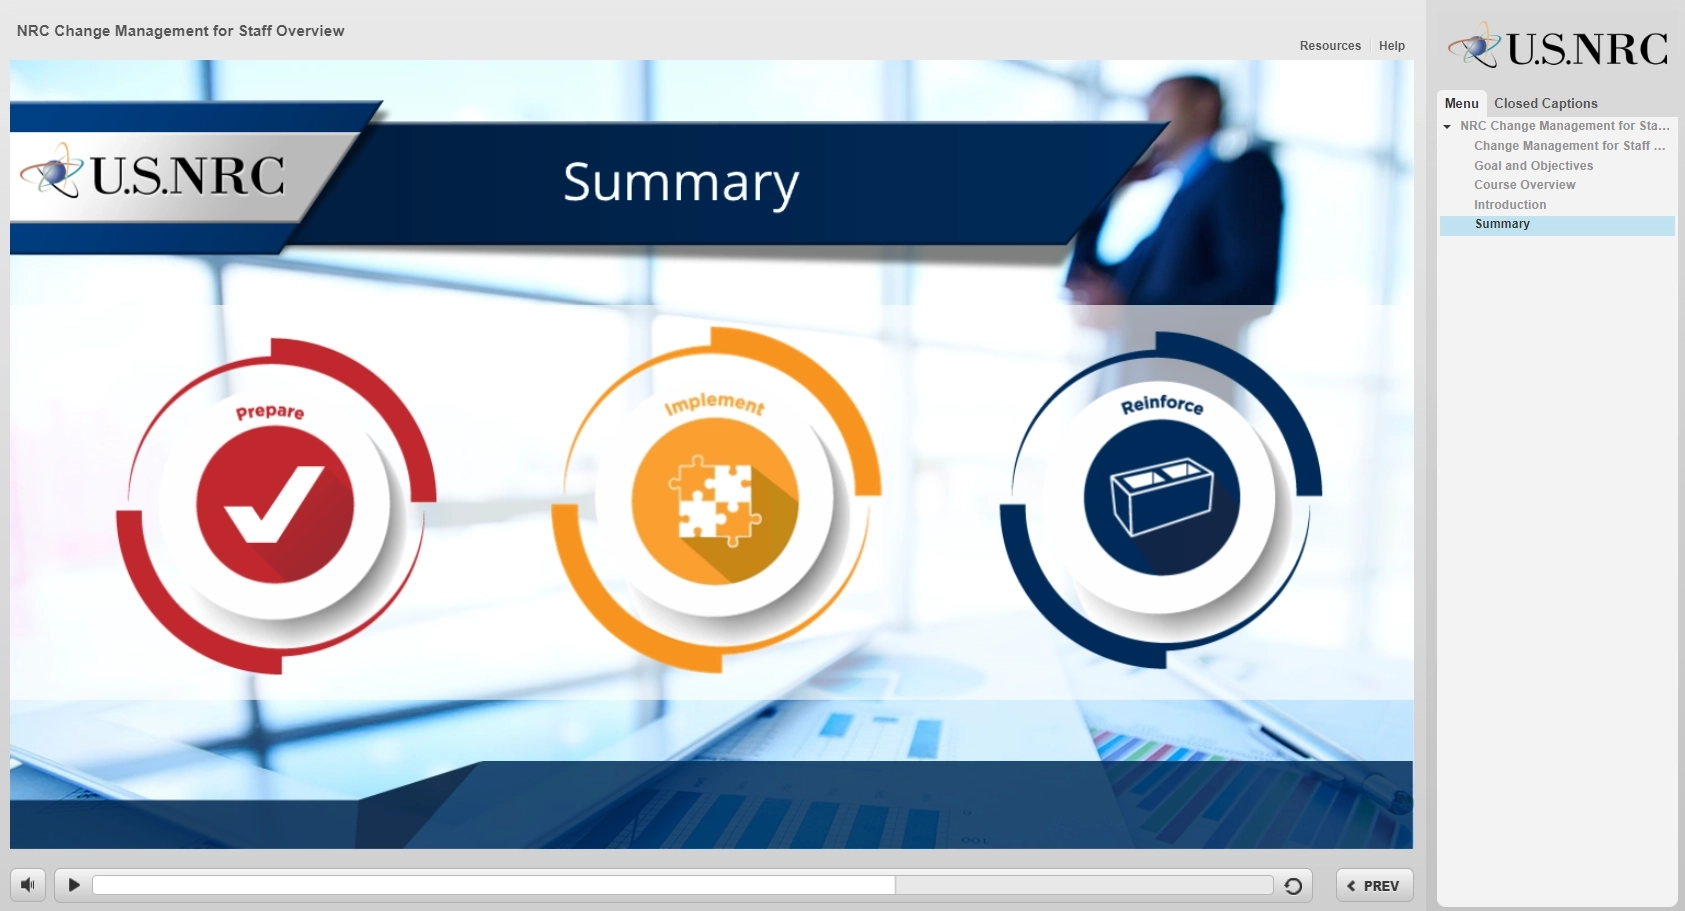 NRC Change Management for Staff Overview
Resources
Help
U.S.NRC
Menu
Closed Captions
NRC Change Management for Sta...
Change Management for Staff ...
Goal and Objectives
Course Overview
Introduction
Summary
U.S.NRC
Summary
Prepare
Implement
Reinforce
PREV